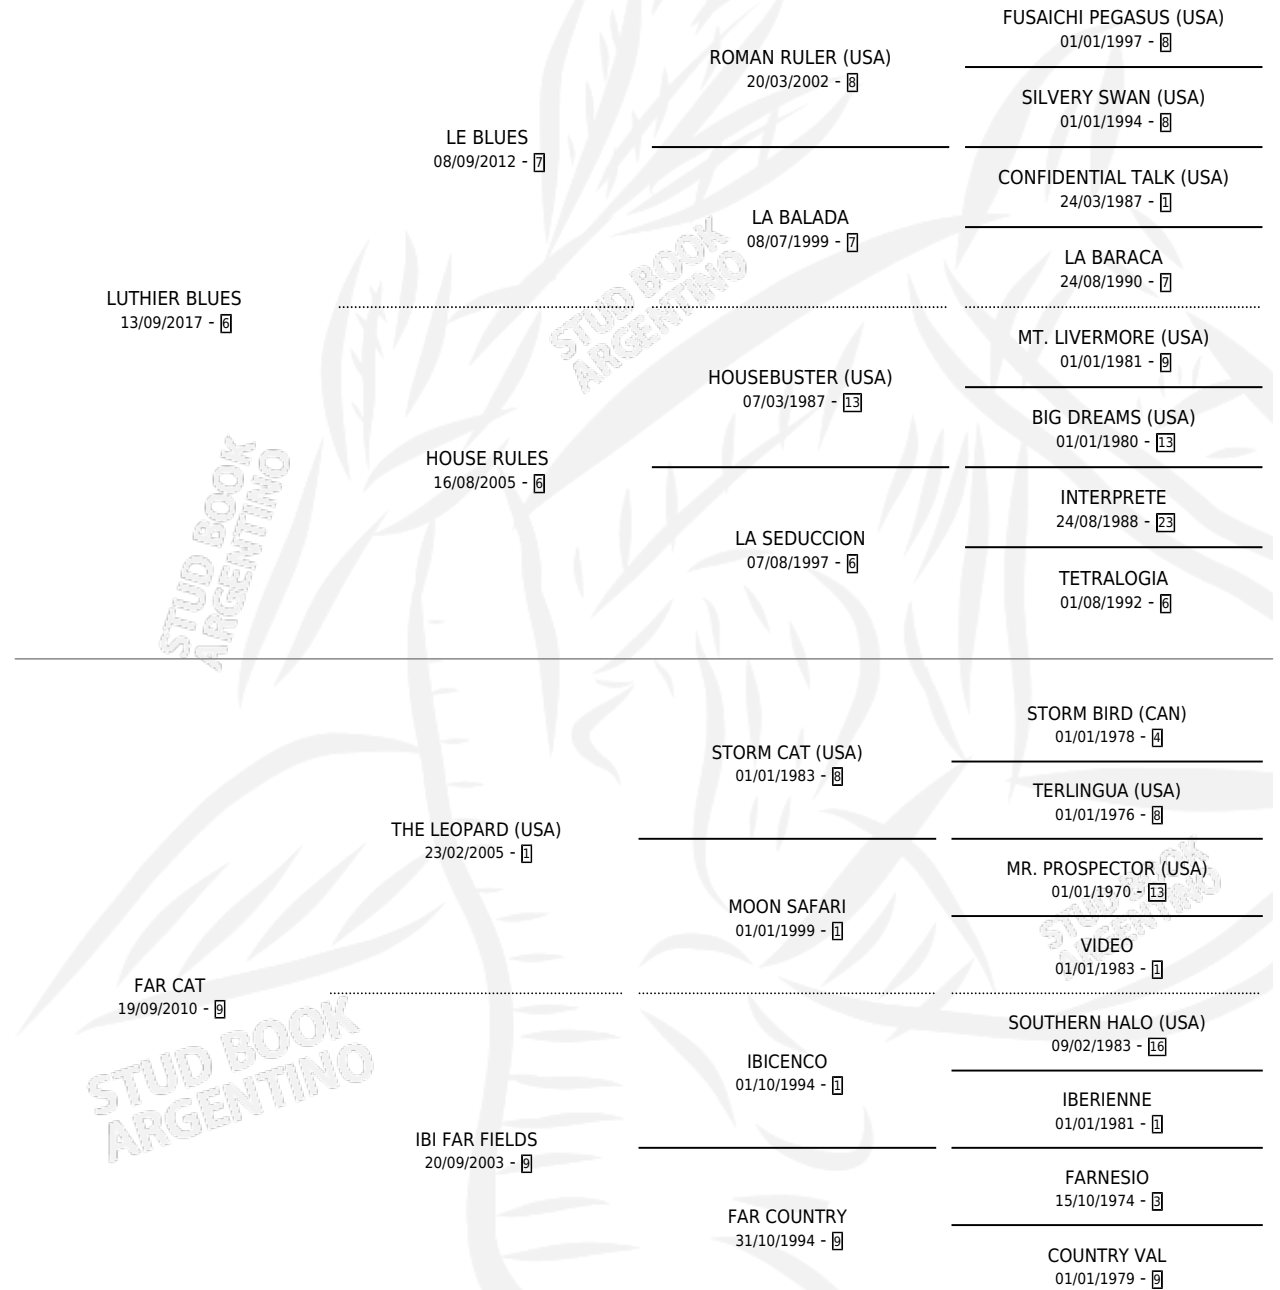 FUSAICHI PEGASUS (USA)
01/01/1997 - 8
ROMAN RULER (USA)
20/03/2002 - 8
SILVERY SWAN (USA)
01/01/1994 - 8
LE BLUES
08/09/2012 - 7
CONFIDENTIAL TALK (USA)
24/03/1987 - 1
LA BALADA
08/07/1999 - 7
LA BARACA
24/08/1990 - 7
LUTHIER BLUES
13/09/2017 - 6
MT. LIVERMORE (USA)
01/01/1981 - 9
HOUSEBUSTER (USA)
07/03/1987 - 13
BIG DREAMS (USA)
01/01/1980 - 13
HOUSE RULES
16/08/2005 - 6
INTERPRETE
24/08/1988 - 23
LA SEDUCCION
07/08/1997 - 6
TETRALOGIA
01/08/1992 - 6
STORM BIRD (CAN)
01/01/1978 - 4
STORM CAT (USA)
01/01/1983 - 8
TERLINGUA (USA)
01/01/1976 - 8
THE LEOPARD (USA)
23/02/2005 - 1
MR. PROSPECTOR (USA)
01/01/1970 - 13
MOON SAFARI
01/01/1999 - 1
VIDEO
01/01/1983 - 1
FAR CAT
19/09/2010 - 9
SOUTHERN HALO (USA)
09/02/1983 - 16
IBICENCO
01/10/1994 - 1
IBERIENNE
01/01/1981 - 1
IBI FAR FIELDS
20/09/2003 - 9
FARNESIO
15/10/1974 - 3
FAR COUNTRY
31/10/1994 - 9
COUNTRY VAL
01/01/1979 - 9
STUD BOOK
ARGENTINO
STUD BOOK
ARGENTINO
STUD BOOK
ARGENTINO
STUD BOOK
ARGENTINO